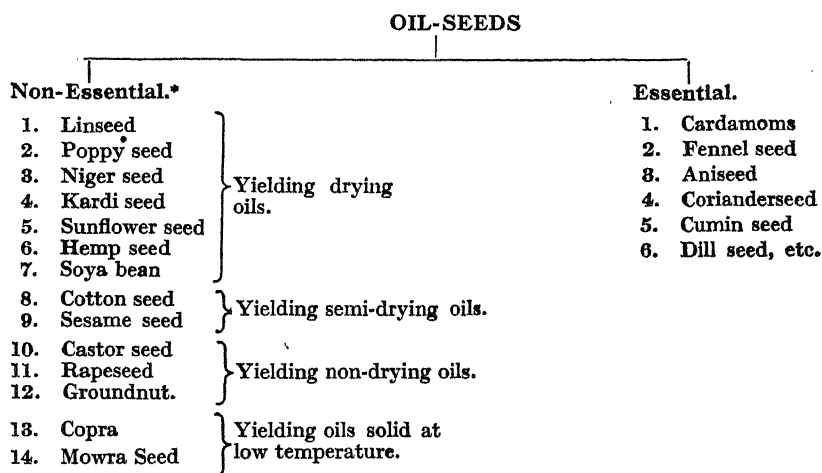 OIL-SEEDS
Non-Essential.*
1. Linseed
2. Poppy seed
3. Niger seed
4. Kardi seed
5. Sunflower seed
6. Hemp seed
7. Soya bean
Yielding drying
oils.
8. Cotton seed
9. Sesame seed
Yielding semi-drying oils.
10. Castor seed
11. Rapeseed
12. Groundnut.
Yielding non-drying oils.
13. Copra
14. Mowra Seed
Yielding oils solid at
low temperature.
Essential.
1. Cardamoms
2. Fennel seed
3. Aniseed
4. Corianderseed
5. Cumin seed
6. Dill seed, etc.